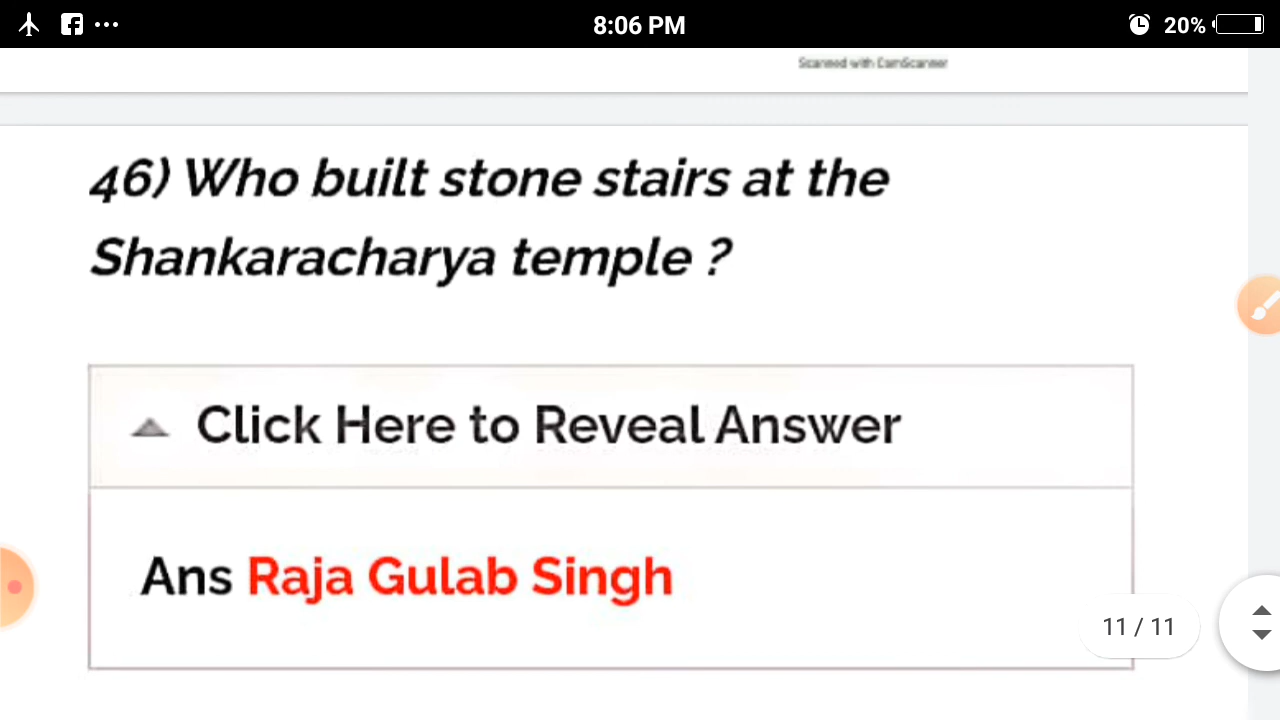 8:06 PM
20%
Scanned with CamScanner
46) Who built stone stairs at the
Shankaracharya temple ?
Click Here to Reveal Answer
Ans Raja Gulab Singh
11 / 11